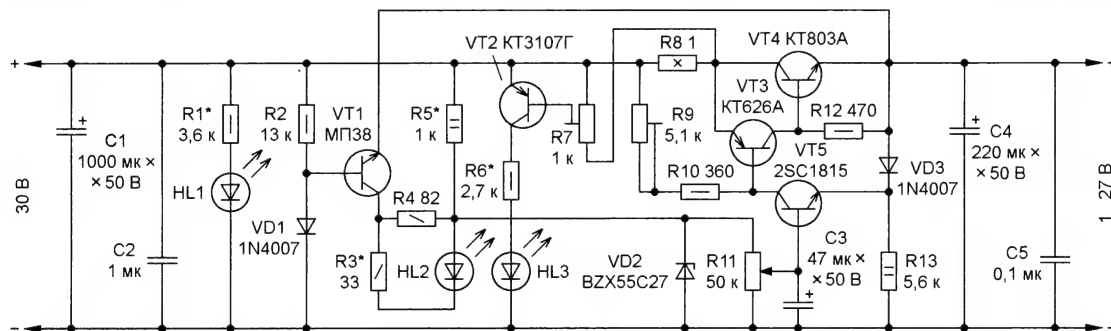 +
30 В
−
C1
1000 мк ×
× 50 В
+
C2
1 мк
R1*
3,6 к
HL1
R2
13 к
VD1
1N4007
VT1
МП38
R3*
33
R4 82
R5*
1 к
HL2
VT2 КТ3107Г
R6*
2,7 к
HL3
R7
1 к
R8 1
R9
5,1 к
R10 360
VD2
BZX55C27
R11
50 к
VT3
КТ626А
VT4 КТ803А
R12 470
VT5
2SC1815
C3
47 мк ×
× 50 В
+
VD3
1N4007
R13
5,6 к
C4
220 мк ×
× 50 В
+
C5
0,1 мк
1 27 В
−